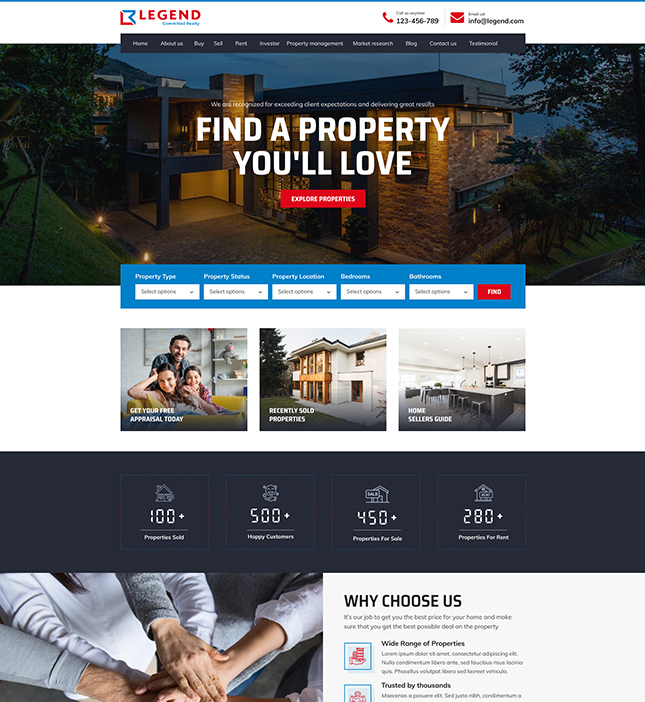 LEGEND
Committed Realty
Call us anytime
123-456-789
Email us!
info@legend.com
Home About us Buy Sell Rent Investor Property management Market research Blog Contact us Testimonial
We are recognized for exceeding client expectations and delivering great results
FIND A PROPERTY
YOU'LL LOVE
EXPLORE PROPERTIES
Property Type Property Status Property Location Bedrooms Bathrooms
Select options Select options Select options Select options Select options FIND
GET YOUR FREE
APPRAISAL TODAY
RECENTLY SOLD
PROPERTIES
HOME
SELLERS GUIDE
SALE
RENT
100+ 500+ 450+ 280+
Properties Sold Happy Customers Properties For Sale Properties For Rent
WHY CHOOSE US
It's our job to get you the best price for your home and make
sure that you get the best possible deal on the property.
Wide Range of Properties
Lorem ipsum dolor sit amet, consectetur adipiscing elit.
Nulla condimentum libero ante, sed faucibus risus lacinia
quis. Phasellus volutpat libero sed laoreet vehicula.
Trusted by thousands
Maecenas a posuere elit. Sed justo nibh, condimentum a